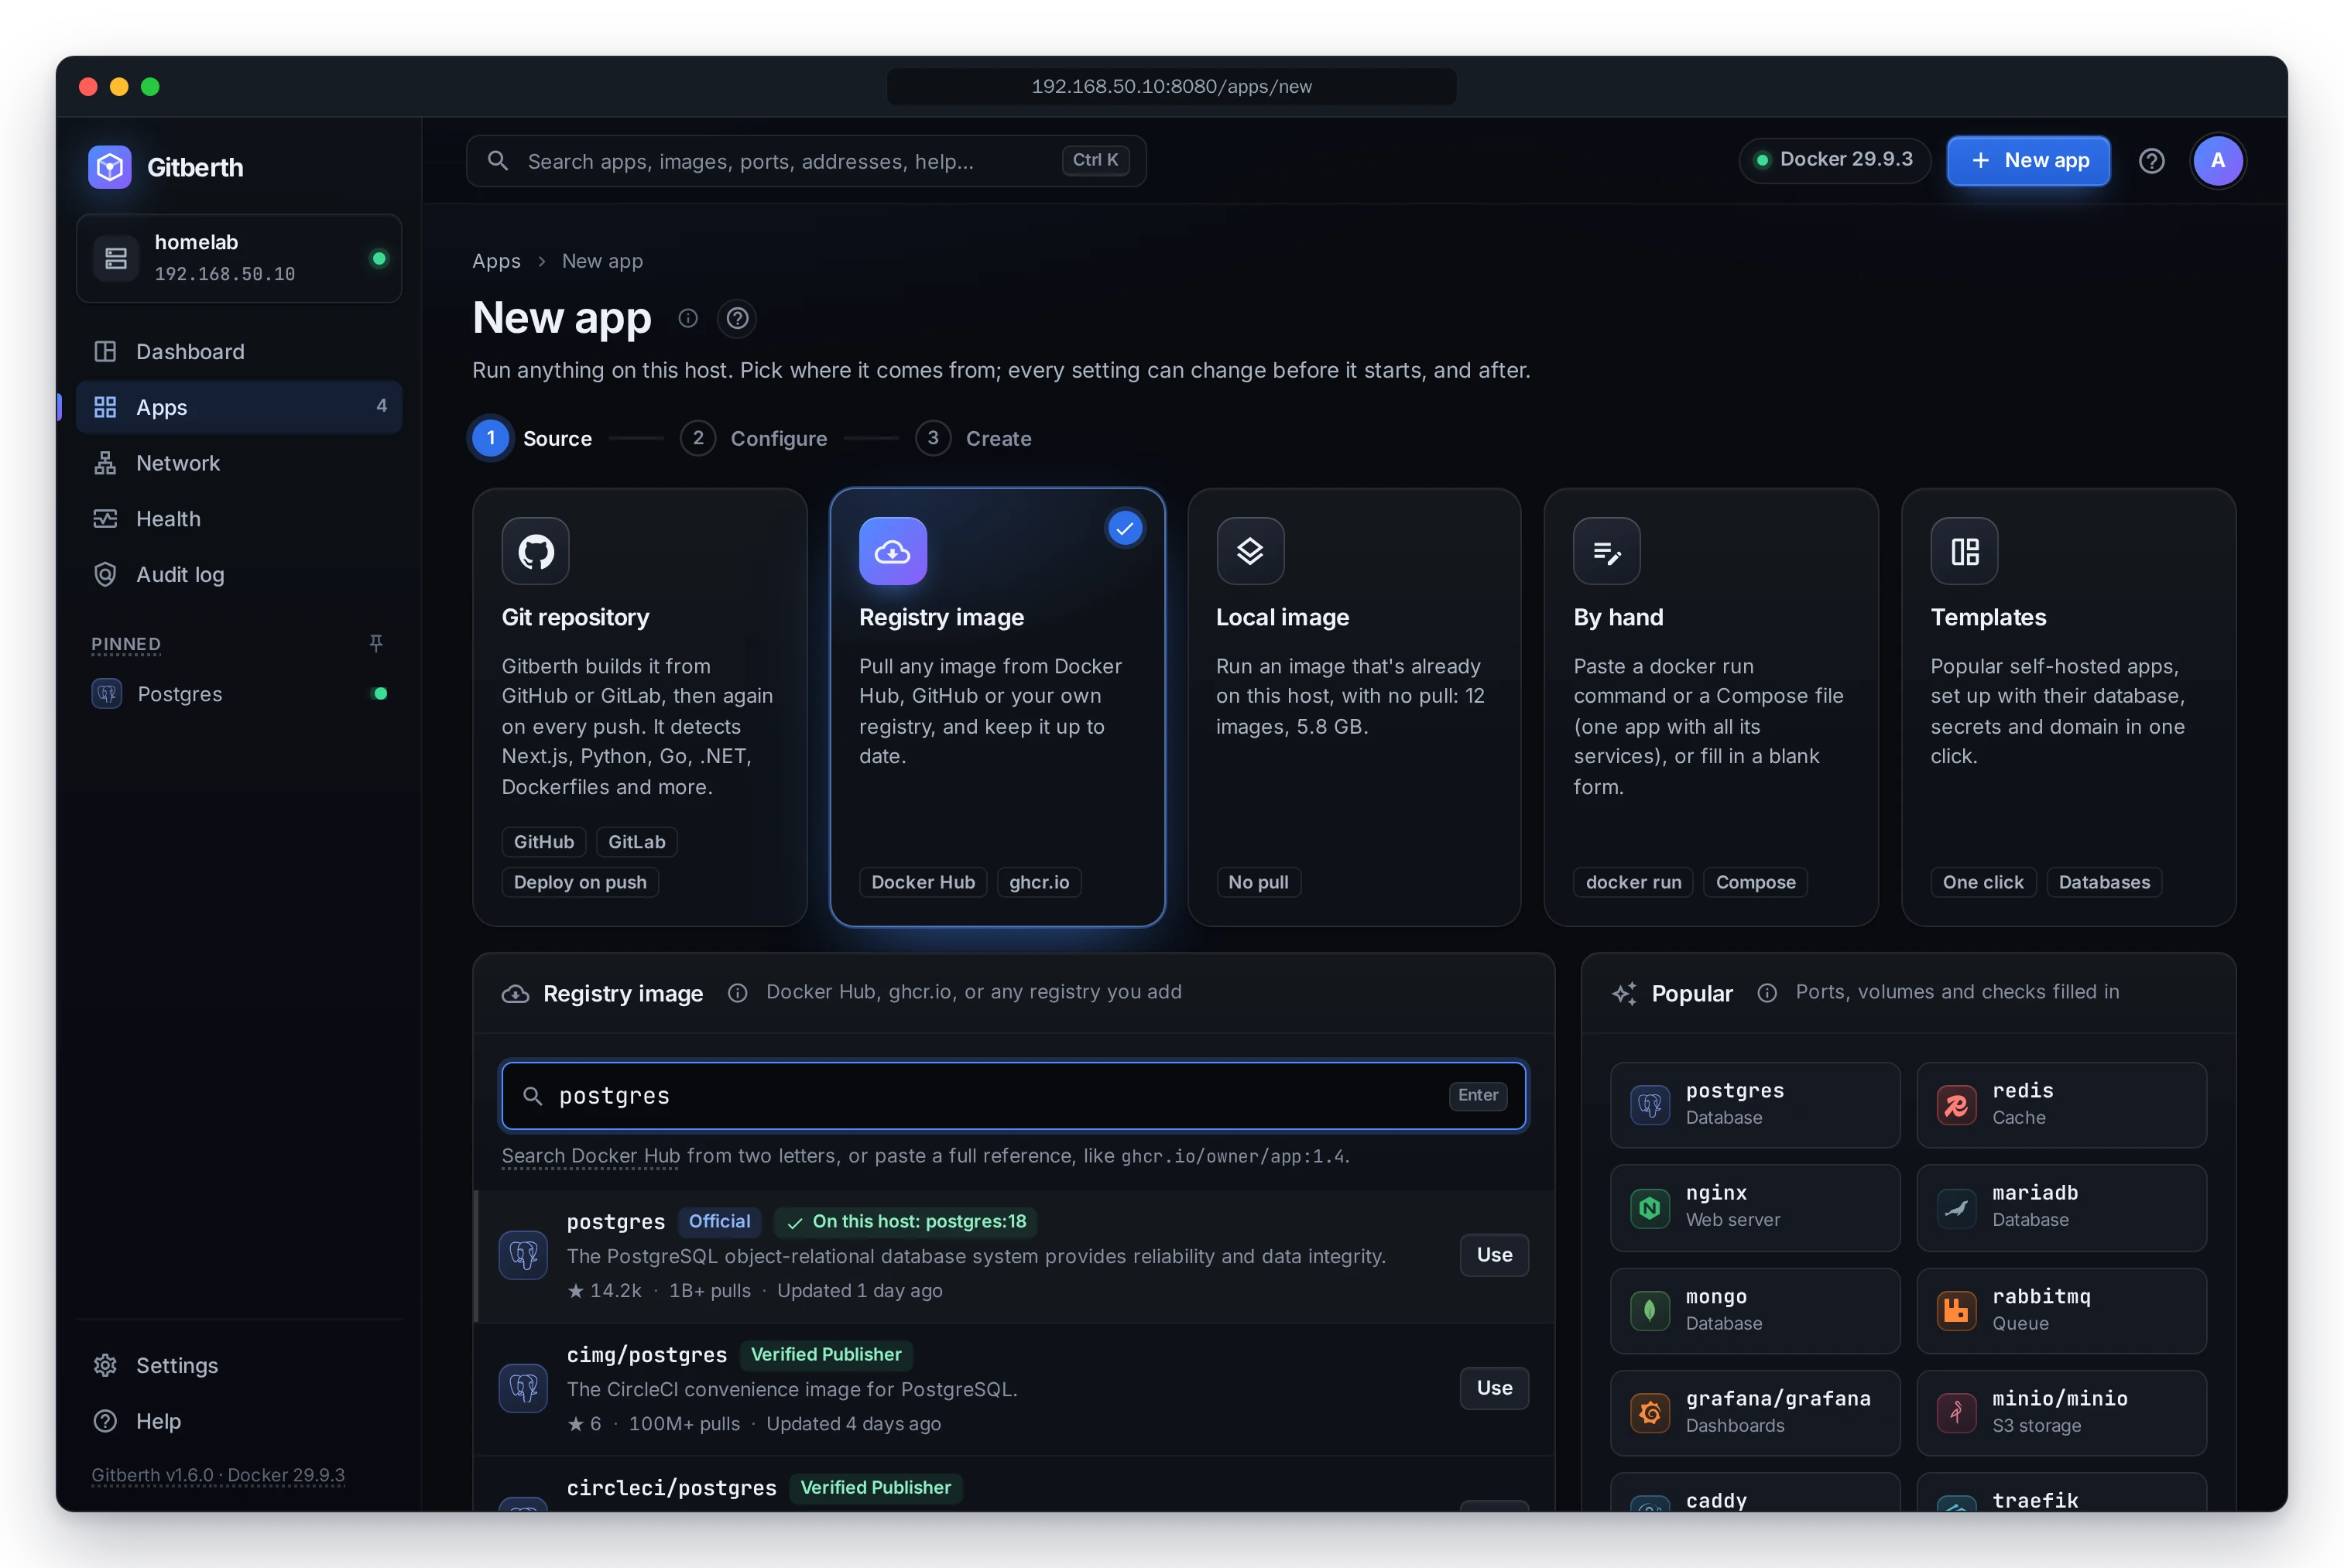 192.168.50.10:8080/apps/new
Gitberth
homelab
192.168.50.10
Dashboard
Apps 4
Network
Health
Audit log
PINNED
Postgres
Settings
Help
Gitberth v1.6.0 · Docker 29.9.3
Search apps, images, ports, addresses, help... Ctrl K
Docker 29.9.3
+ New app
A
Apps > New app
New app
Run anything on this host. Pick where it comes from; every setting can change before it starts, and after.
1 Source 2 Configure 3 Create
Git repository
Gitberth builds it from
GitHub or GitLab, then again
on every push. It detects
Next.js, Python, Go, .NET,
Dockerfiles and more.
GitHub GitLab
Deploy on push
Registry image
Pull any image from Docker
Hub, GitHub or your own
registry, and keep it up to
date.
Docker Hub ghcr.io
Local image
Run an image that's already
on this host, with no pull: 12
images, 5.8 GB.
No pull
By hand
Paste a docker run
command or a Compose file
(one app with all its
services), or fill in a blank
form.
docker run Compose
Templates
Popular self-hosted apps,
set up with their database,
secrets and domain in one
click.
One click Databases
Registry image Docker Hub, ghcr.io, or any registry you add
postgres Enter
Search Docker Hub from two letters, or paste a full reference, like ghcr.io/owner/app:1.4.
postgres Official On this host: postgres:18
The PostgreSQL object-relational database system provides reliability and data integrity.
★ 14.2k · 1B+ pulls · Updated 1 day ago
Use
cimg/postgres Verified Publisher
The CircleCI convenience image for PostgreSQL.
★ 6 · 100M+ pulls · Updated 4 days ago
Use
circleci/postgres Verified Publisher
Popular Ports, volumes and checks filled in
postgres
Database
redis
Cache
nginx
Web server
mariadb
Database
mongo
Database
rabbitmq
Queue
grafana/grafana
Dashboards
minio/minio
S3 storage
caddy
traefik